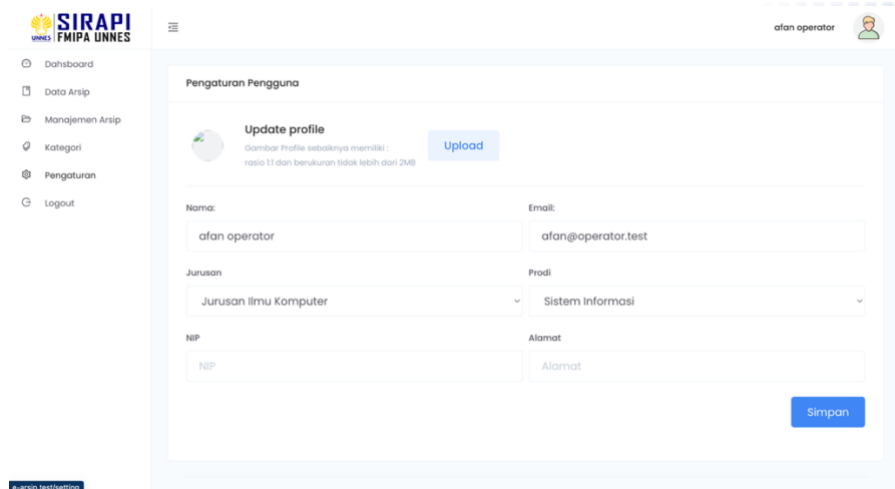 SIRAPI
UNNES FMIPA UNNES
afan operator
Dahsboard
Data Arsip
Manajemen Arsip
Kategori
Pengaturan
Logout
Pengaturan Pengguna
Update profile
Gambar Profile sebaiknya memiliki :
rasio 1:1 dan berukuran tidak lebih dari 2MB
Upload
Nama:
Email:
afan operator
afan@operator.test
Jurusan
Prodi
Jurusan Ilmu Komputer
Sistem Informasi
NIP
Alamat
NIP
Alamat
Simpan
e-arsip.test/setting